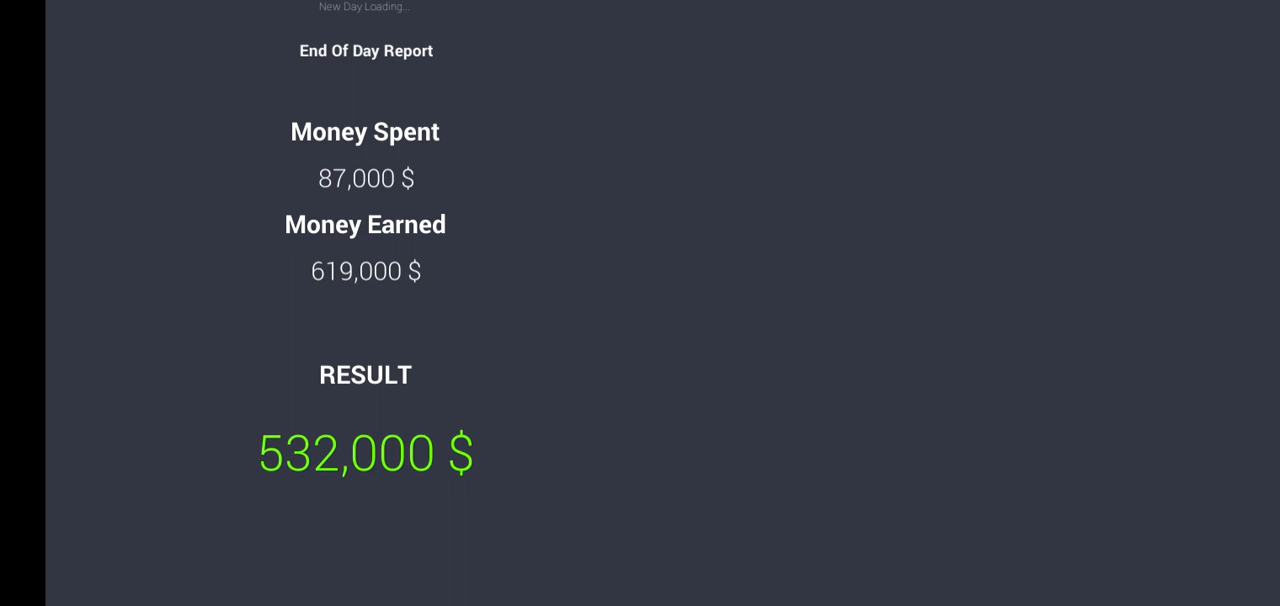 New Day Loading...
End Of Day Report
Money Spent
87,000 $
Money Earned
619,000 $
RESULT
532,000 $